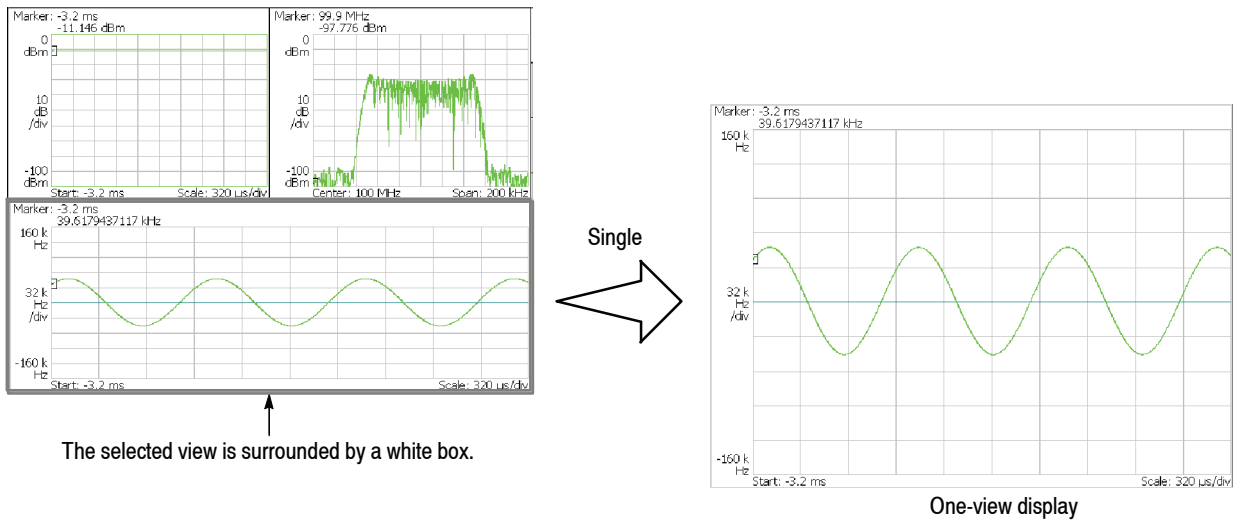 Marker: -3.2 ms
-11.146 dBm
0
dBm
10
dB
/div
-100
dBm
Start: -3.2 ms
Scale: 320 µs/div
Marker: 99.9 MHz
-97.776 dBm
0
dBm
10
dB
/div
-100
dBm
Center: 100 MHz
Span: 200 kHz
Marker: -3.2 ms
39.6179437117 kHz
160 k
Hz
32 k
Hz
/div
-160 k
Hz
Start: -3.2 ms
Scale: 320 µs/div
The selected view is surrounded by a white box.
Single
Marker: -3.2 ms
39.6179437117 kHz
160 k
Hz
32 k
Hz
/div
-160 k
Hz
Start: -3.2 ms
Scale: 320 µs/div
One-view display